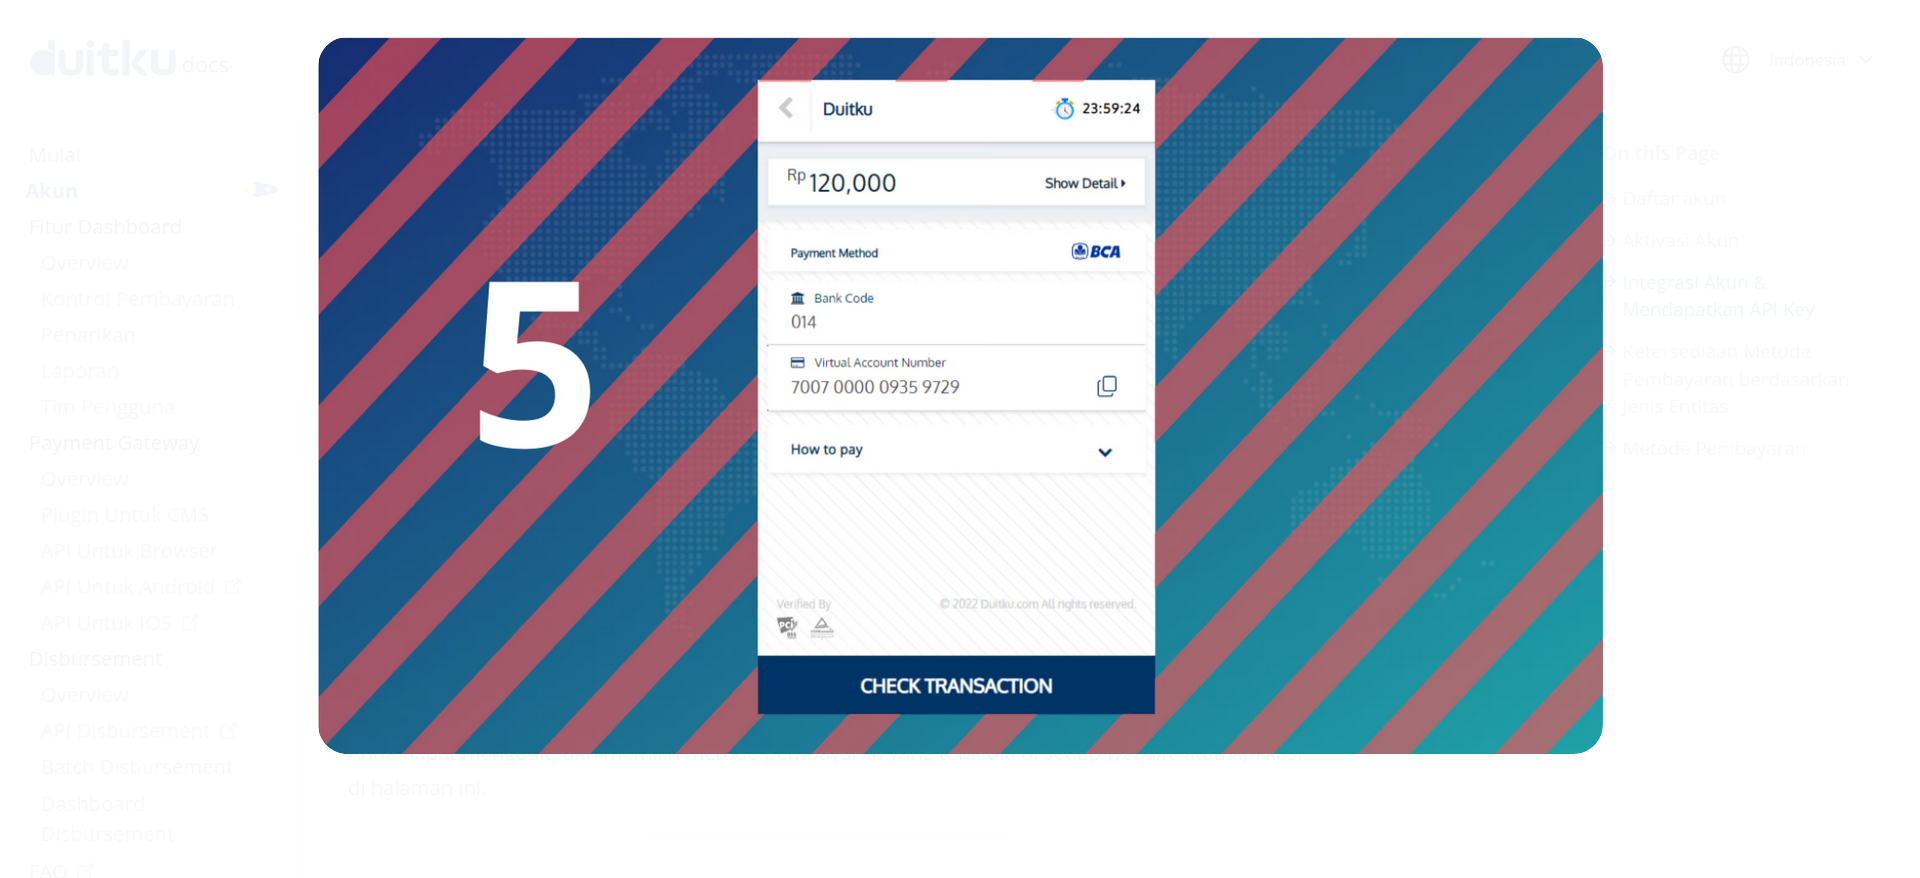 duitku docs
Indonesia
Mulai
Akun
Fitur Dashboard
Overview
Kontrol Pembayaran
Penarikan
Laporan
Tim Pengguna
Payment Gateway
Overview
Plugin Untuk CMS
API Untuk Browser
API Untuk Android
API Untuk IOS
Disbursement
Overview
API Disbursement
Batch Disbursement
Dashboard
Disbursement
FAQ
5
Duitku
23:59:24
Rp 120,000
Show Detail
Payment Method
BCA
Bank Code
014
Virtual Account Number
7007 0000 0935 9729
How to pay
Verified By
© 2022 Duitku.com All rights reserved.
PCI
CHECK TRANSACTION
di halaman ini.
On this Page
Daftar akun
Aktivasi Akun
Integrasi Akun &
Mendapatkan API Key
Ketersediaan Metode
Pembayaran berdasarkan
Jenis Entitas
Metode Pembayaran